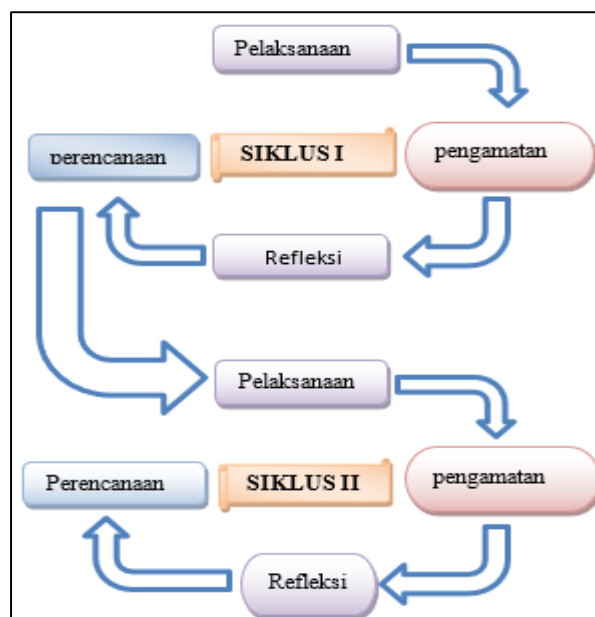 Pelaksanaan
perencanaan
SIKLUS I
pengamatan
Refleksi
Pelaksanaan
Perencanaan
SIKLUS II
pengamatan
Refleksi